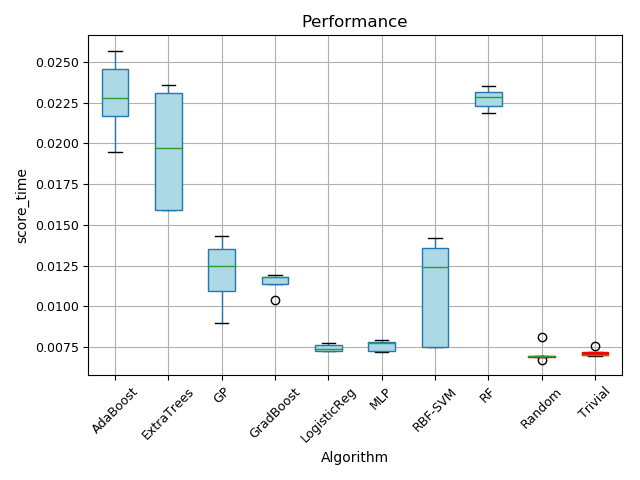 Performance
0.0250
0.0225
0.0200
0.0175
0.0150
0.0125
0.0100
0.0075
score_time
AdaBoost
ExtraTrees
GP
GradBoost
LogisticReg
MLP
RBF-SVM
RF
Random
Trivial
Algorithm